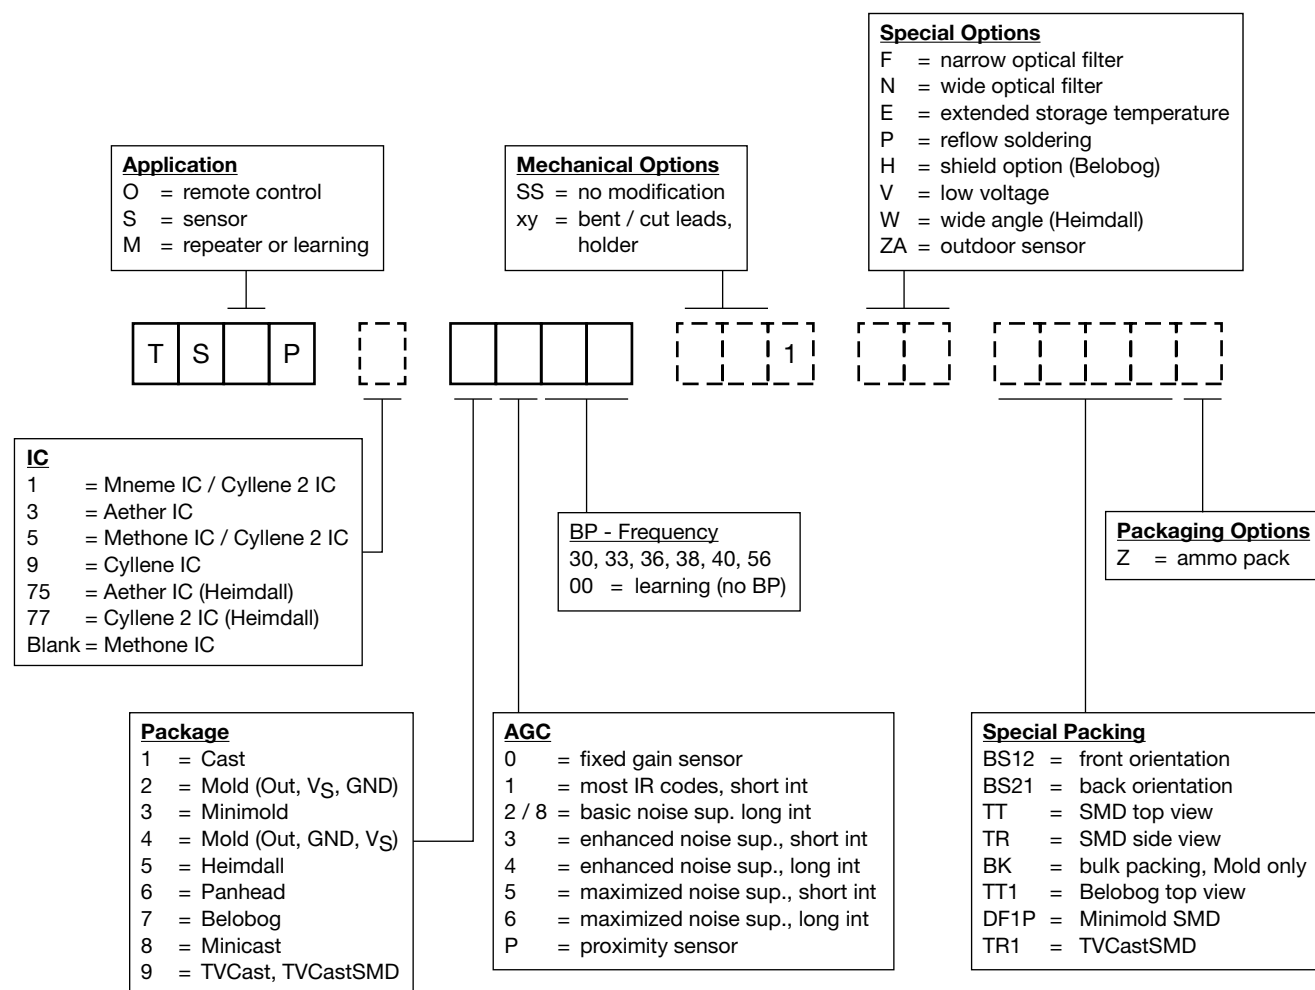 Special Options
F = narrow optical filter
N = wide optical filter
E = extended storage temperature
P = reflow soldering
H = shield option (Belobog)
V = low voltage
W = wide angle (Heimdall)
ZA = outdoor sensor
Application
O = remote control
S = sensor
M = repeater or learning
Mechanical Options
SS = no modification
xy = bent / cut leads,
holder
T S P 1
IC
1 = Mneme IC / Cyllene 2 IC
3 = Aether IC
5 = Methone IC / Cyllene 2 IC
9 = Cyllene IC
75 = Aether IC (Heimdall)
77 = Cyllene 2 IC (Heimdall)
Blank = Methone IC
BP - Frequency
30, 33, 36, 38, 40, 56
00 = learning (no BP)
Packaging Options
Z = ammo pack
Package
1 = Cast
2 = Mold (Out, VS, GND)
3 = Minimold
4 = Mold (Out, GND, VS)
5 = Heimdall
6 = Panhead
7 = Belobog
8 = Minicast
9 = TVCast, TVCastSMD
AGC
0 = fixed gain sensor
1 = most IR codes, short int
2 / 8 = basic noise sup. long int
3 = enhanced noise sup., short int
4 = enhanced noise sup., long int
5 = maximized noise sup., short int
6 = maximized noise sup., long int
P = proximity sensor
Special Packing
BS12 = front orientation
BS21 = back orientation
TT = SMD top view
TR = SMD side view
BK = bulk packing, Mold only
TT1 = Belobog top view
DF1P = Minimold SMD
TR1 = TVCastSMD